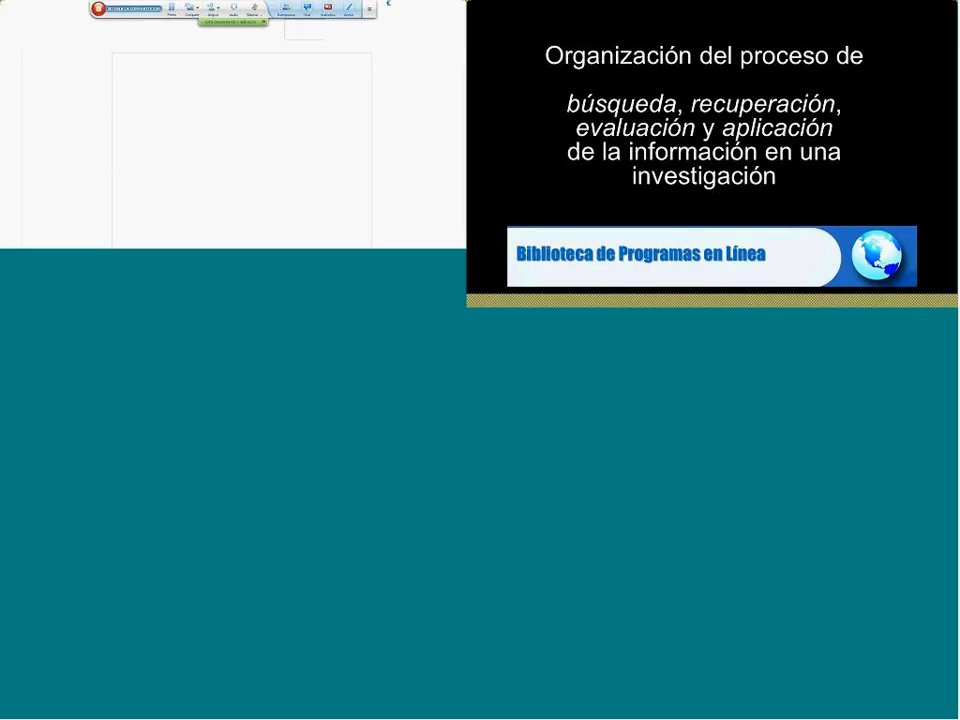 Organización del proceso de
búsqueda, recuperación,
evaluación y aplicación
de la información en una
investigación
Biblioteca de Programas en Línea